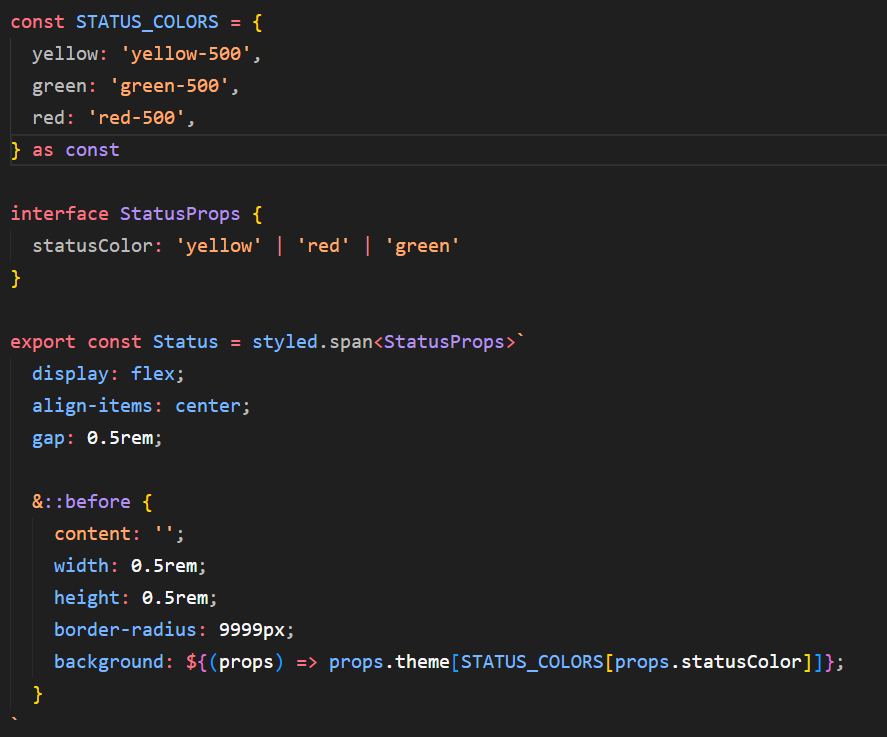 const STATUS_COLORS = {
  yellow: 'yellow-500',
  green: 'green-500',
  red: 'red-500',
} as const

interface StatusProps {
  statusColor: 'yellow' | 'red' | 'green'
}

export const Status = styled.span<StatusProps>`
  display: flex;
  align-items: center;
  gap: 0.5rem;

  &::before {
    content: '';
    width: 0.5rem;
    height: 0.5rem;
    border-radius: 9999px;
    background: ${(props) => props.theme[STATUS_COLORS[props.statusColor]]};
  }
`